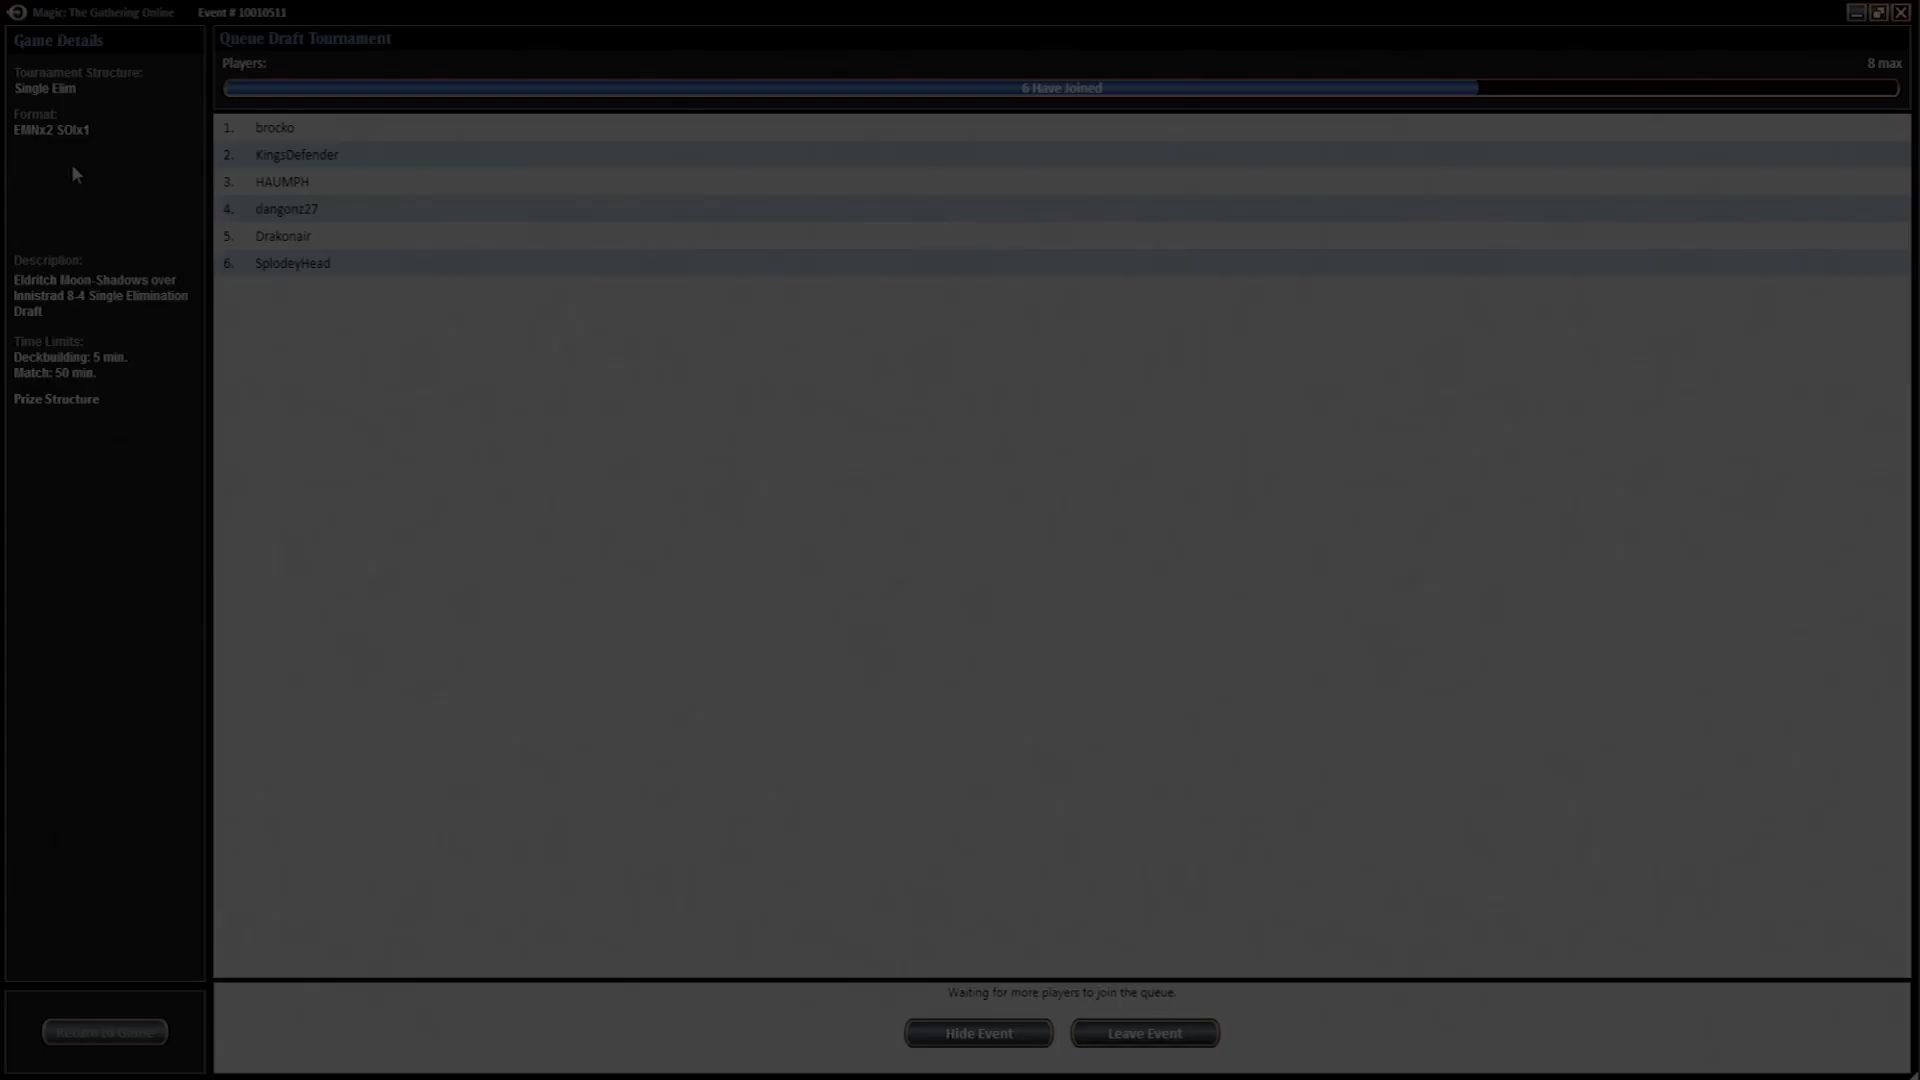 Magic: The Gathering Online Event # 10010511
Game Details
Tournament Structure:
Single Elim
Format:
EMNx2 SOIx1
Description:
Eldritch Moon-Shadows over
Innistrad 8-4 Single Elimination
Draft
Time Limits:
Deckbuilding: 5 min.
Match: 50 min.
Prize Structure
Return to Game
Queue Draft Tournament
Players:
8 max
6 Have Joined
1. brocko
2. KingsDefender
3. HAUMPH
4. dangonz27
5. Drakonair
6. SplodeyHead
Waiting for more players to join the queue.
Hide Event
Leave Event